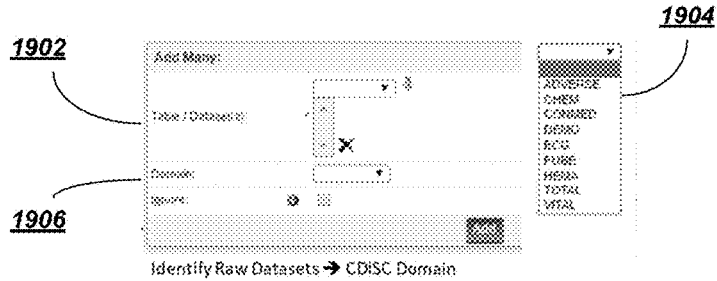 1902
1904
1906
Add Many:
Table / Dataset(s)
Domain:
Ignore:
ADVERSE
CHEM
CONMED
DEMO
ECG
HEMA
TOTAL
VITAL
Identify Raw Datasets → CDISC Domain